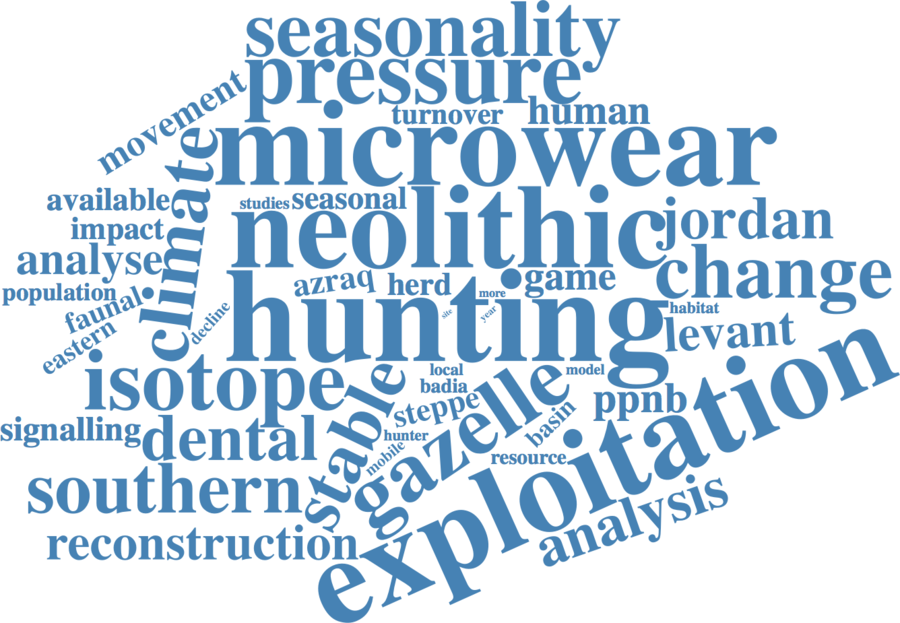 seasonality
pressure
movement
turnover human
microwear
climate
available
studies seasonal
neolithic
jordan
impact
analyse
change
azraq herd game
population
more
hunting
habitat
faunal
site
year
decline
levant
eastern
isotope
local
model
badia
stable
steppe
gazelle
ppnb
exploitation
signalling
dental
basin
hunter
mobile
resource
southern
analysis
reconstruction